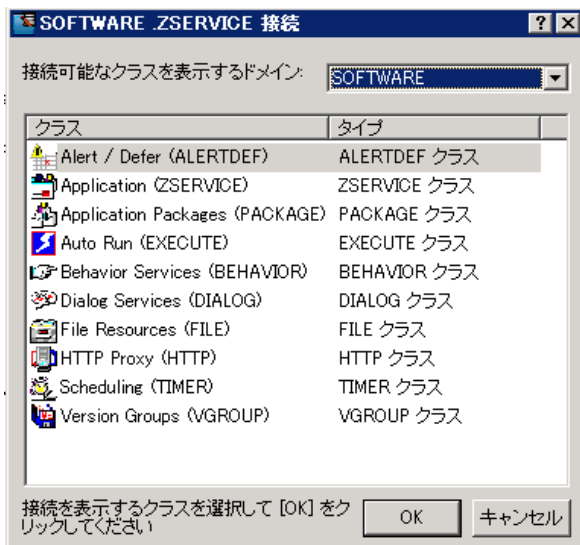 SOFTWARE .ZSERVICE 接続
接続可能なクラスを表示するドメイン: SOFTWARE
クラス タイプ
Alert / Defer (ALERTDEF) ALERTDEF クラス
Application (ZSERVICE) ZSERVICE クラス
Application Packages (PACKAGE) PACKAGE クラス
Auto Run (EXECUTE) EXECUTE クラス
Behavior Services (BEHAVIOR) BEHAVIOR クラス
Dialog Services (DIALOG) DIALOG クラス
File Resources (FILE) FILE クラス
HTTP Proxy (HTTP) HTTP クラス
Scheduling (TIMER) TIMER クラス
Version Groups (VGROUP) VGROUP クラス
接続を表示するクラスを選択して [OK] をク
リックしてください
OK キャンセル